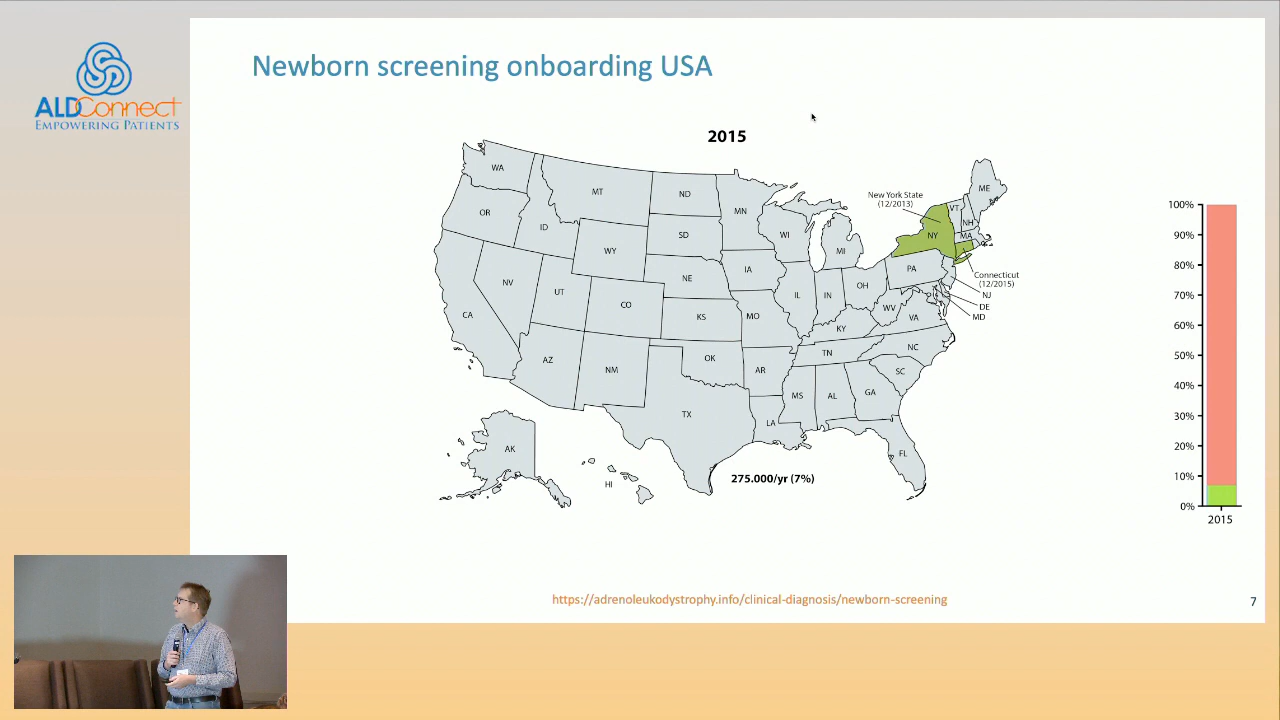 ALDConnect
EMPOWERING PATIENTS
Newborn screening onboarding USA
2015
WA
MT
ND
MN
OR
ID
SD
WI
MI
ME
New York State
(12/2013)
VT
NH
NY
MA
Connecticut
(12/2015)
WY
NV
UT
CO
NE
IA
IL
IN
OH
PA
NJ
DE
MD
CA
KS
MO
WV
VA
KY
AZ
NM
OK
AR
TN
NC
SC
MS
AL
GA
TX
LA
FL
AK
HI
275.000/yr (7%)
100%
90%
80%
70%
60%
50%
40%
30%
20%
10%
0%
2015
https://adrenoleukodystrophy.info/clinical-diagnosis/newborn-screening
7